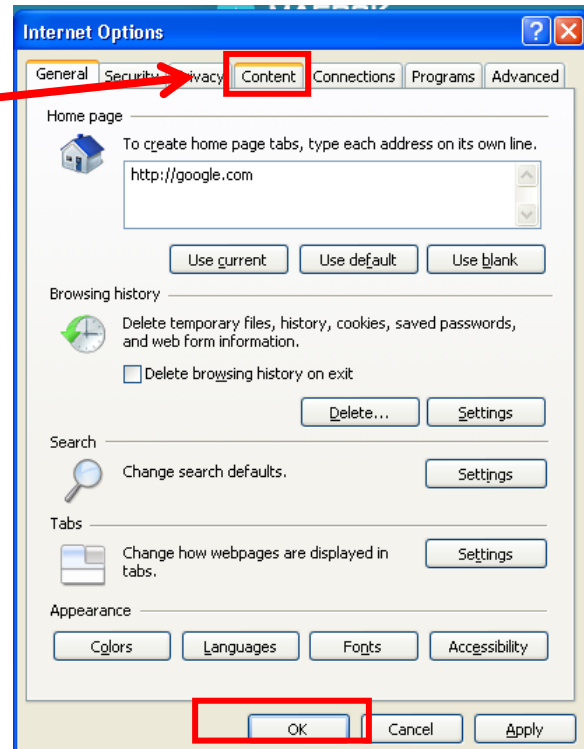 Internet Options
General Security Privacy Content Connections Programs Advanced
Home page
To create home page tabs, type each address on its own line.
http://google.com
Use current Use default Use blank
Browsing history
Delete temporary files, history, cookies, saved passwords,
and web form information.
Delete browsing history on exit
Delete... Settings
Search
Change search defaults.
Settings
Tabs
Change how webpages are displayed in
tabs.
Settings
Appearance
Colors Languages Fonts Accessibility
OK Cancel Apply